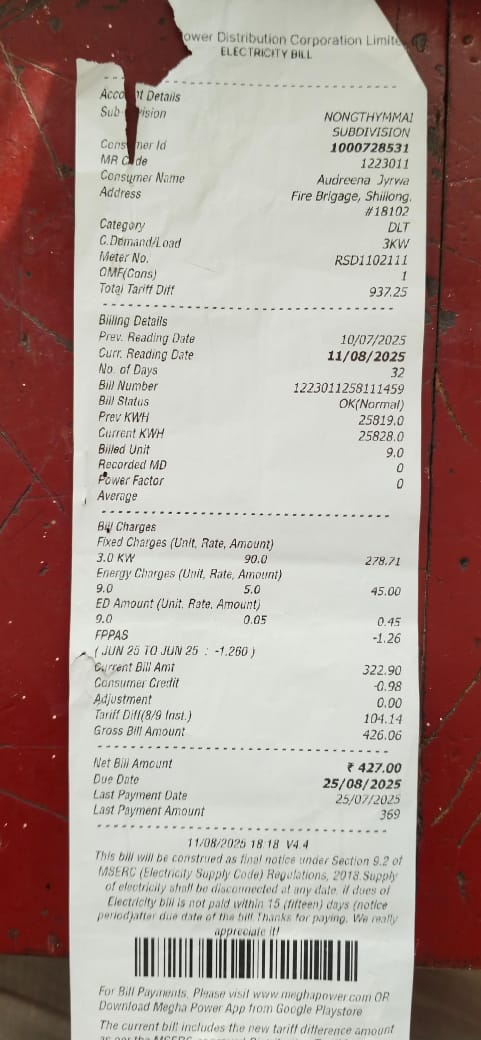 ower Distribution Corporation Limite
ELECTRICITY BILL
Account Details
Sub vision NONGTHYMMAI
SUBDIVISION
Consumer Id 1000728531
MR Code 1223011
Consumer Name Audreena Jyrwa
Address Fire Brigage, Shillong,
#18102
Category DLT
C.Demand/Load 3KW
Meter No. RSD1102111
OMF(Cons) 1
Total Tariff Diff 937.25
Billing Details
Prev. Reading Date 10/07/2025
Curr. Reading Date 11/08/2025
No. of Days 32
Bill Number 1223011258111459
Bill Status OK(Normal)
Prev KWH 25819.0
Current KWH 25828.0
Billed Unit 9.0
Recorded MD 0
Power Factor 0
Average
Bill Charges
Fixed Charges (Unit, Rate, Amount)
3.0 KW 90.0 278.71
Energy Charges (Unit, Rate, Amount)
9.0 5.0 45.00
ED Amount (Unit, Rate, Amount)
9.0 0.05 0.45
FPPAS -1.26
( JUN 25 TO JUN 25 : -1.260 )
Current Bill Amt 322.90
Consumer Credit -0.98
Adjustment 0.00
Tariff Diff(8/9 Inst.) 104.14
Gross Bill Amount 426.06
Net Bill Amount ₹ 427.00
Due Date 25/08/2025
Last Payment Date 25/07/2025
Last Payment Amount 369
11/08/2025 18:18 V4.4
This bill will be construed as final notice under Section 9.2 of
MSERC (Electricity Supply Code) Regulations, 2018.Supply
of electricity shall be disconnected at any date, if dues of
Electricity bill is not paid within 15 (fifteen) days (notice
period)after due date of the bill.Thanks for paying. We really
appreciate it!
For Bill Payments, Please visit www.meghapower.com OR
Download Megha Power App from Google Playstore
The current bill includes the new tariff difference amount
as per the MSERC